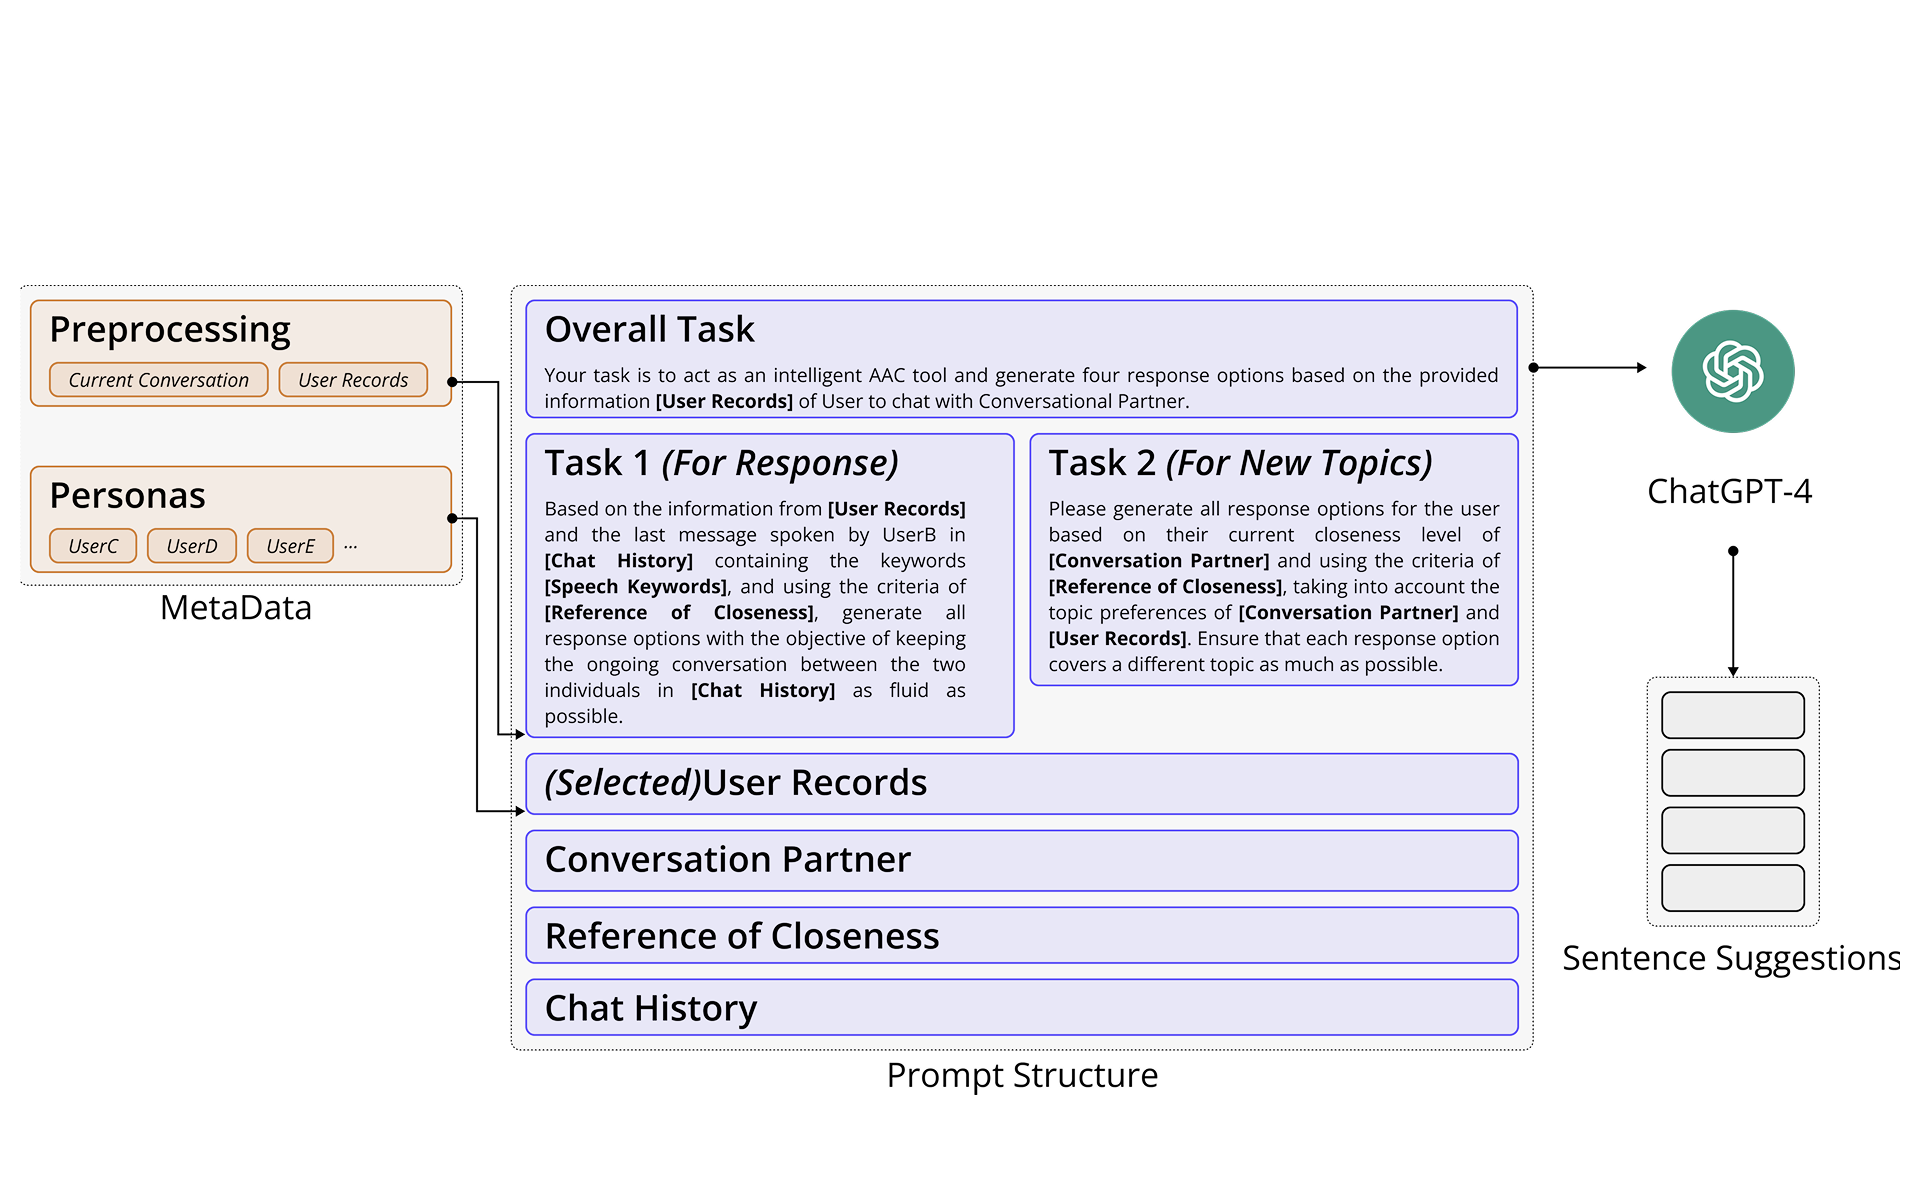 Preprocessing
Current Conversation
User Records
Personas
UserC
UserD
UserE
...
MetaData
Overall Task
Your task is to act as an intelligent AAC tool and generate four response options based on the provided
information [User Records] of User to chat with Conversational Partner.
Task 1 (For Response)
Based on the information from [User Records]
and the last message spoken by UserB in
[Chat History] containing the keywords
[Speech Keywords], and using the criteria of
[Reference of Closeness], generate all
response options with the objective of keeping
the ongoing conversation between the two
individuals in [Chat History] as fluid as
possible.
Task 2 (For New Topics)
Please generate all response options for the user
based on their current closeness level of
[Conversation Partner] and using the criteria of
[Reference of Closeness], taking into account the
topic preferences of [Conversation Partner] and
[User Records]. Ensure that each response option
covers a different topic as much as possible.
(Selected)User Records
Conversation Partner
Reference of Closeness
Chat History
Prompt Structure
ChatGPT-4
Sentence Suggestions